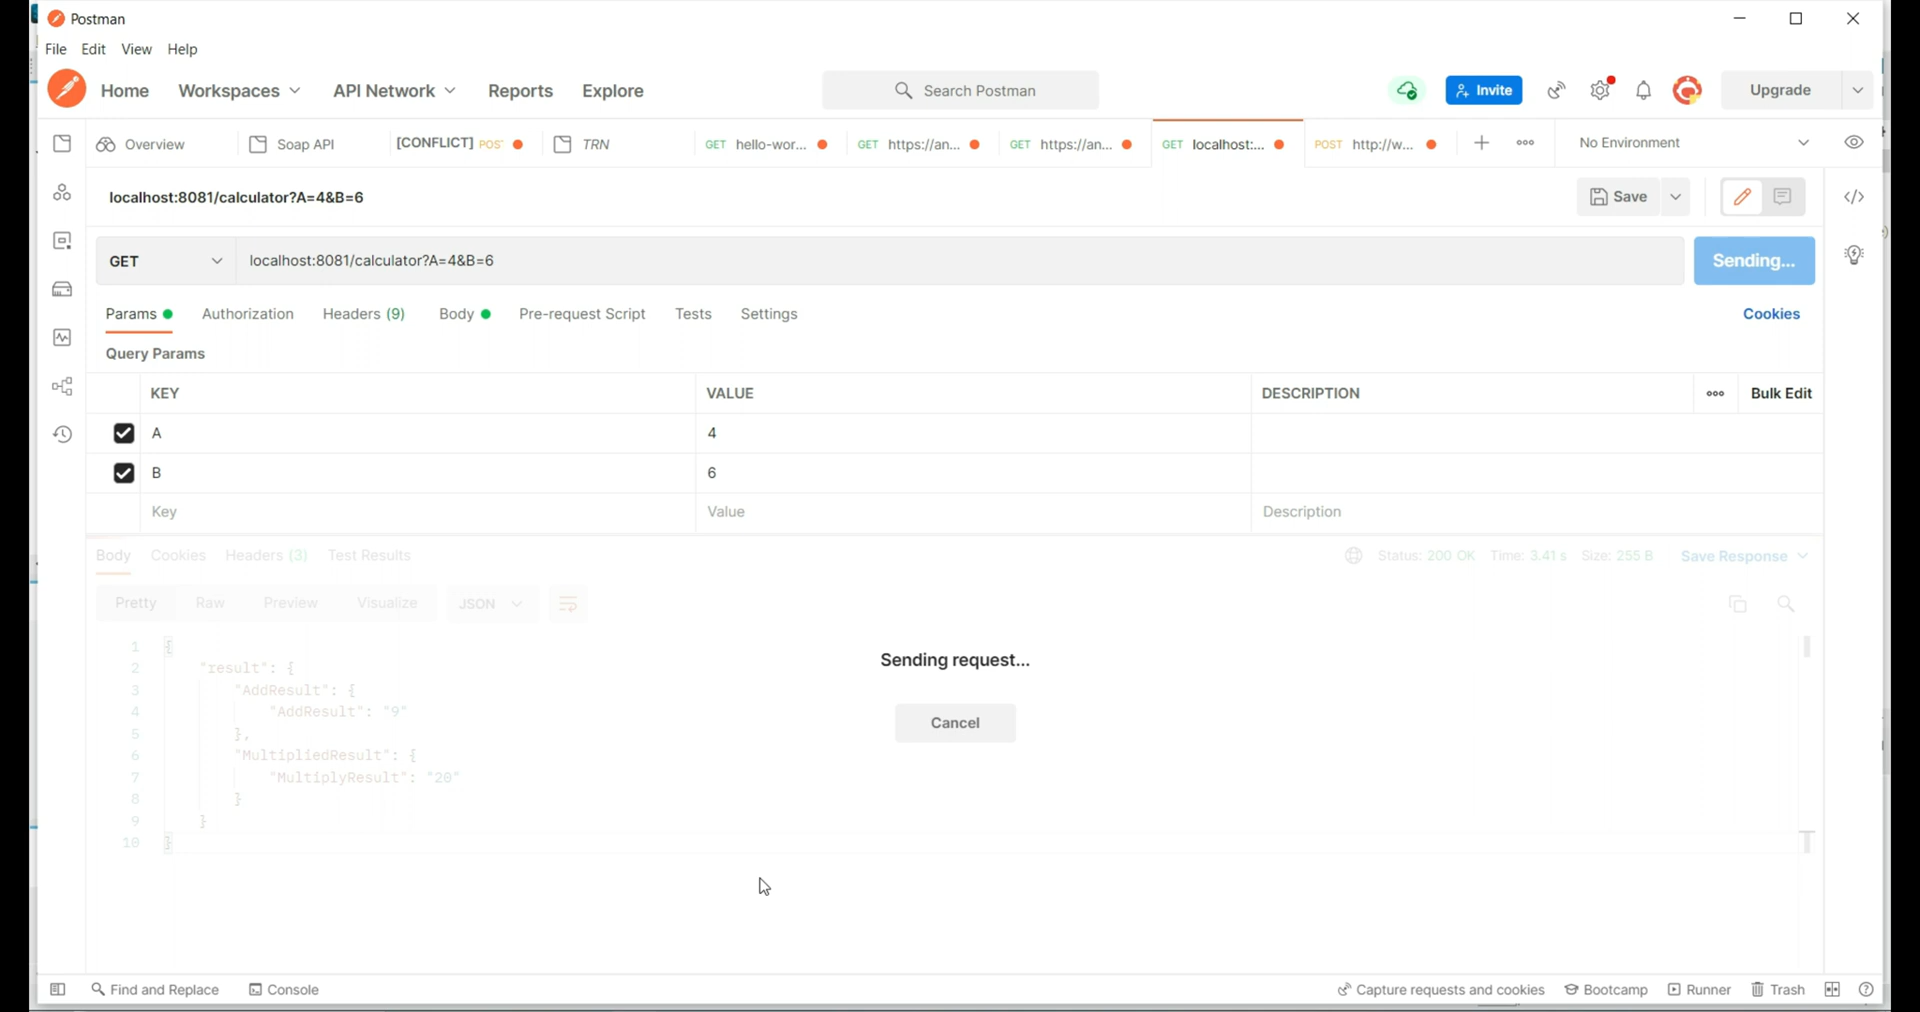 Postman
File Edit View Help
Home Workspaces API Network Reports Explore Search Postman Invite Upgrade
Overview Soap API [CONFLICT] POST TRN GET hello-wor... GET https://an... GET https://an... GET localhost:... POST http://w... No Environment
localhost:8081/calculator?A=4&B=6 Save
GET localhost:8081/calculator?A=4&B=6 Sending...
Params Authorization Headers (9) Body Pre-request Script Tests Settings Cookies
Query Params
KEY VALUE DESCRIPTION Bulk Edit
A 4
B 6
Key Value Description
Body Cookies Headers (3) Test Results Status: 200 OK Time: 3.41 s Size: 255 B Save Response
Pretty Raw Preview Visualize JSON
1 {
2 "result": {
3 "AddResult": {
4 "AddResult": "9"
5 },
6 "MultipliedResult": {
7 "MultiplyResult": "20"
8 }
9 }
10 }
Sending request...
Cancel
Find and Replace Console Capture requests and cookies Bootcamp Runner Trash